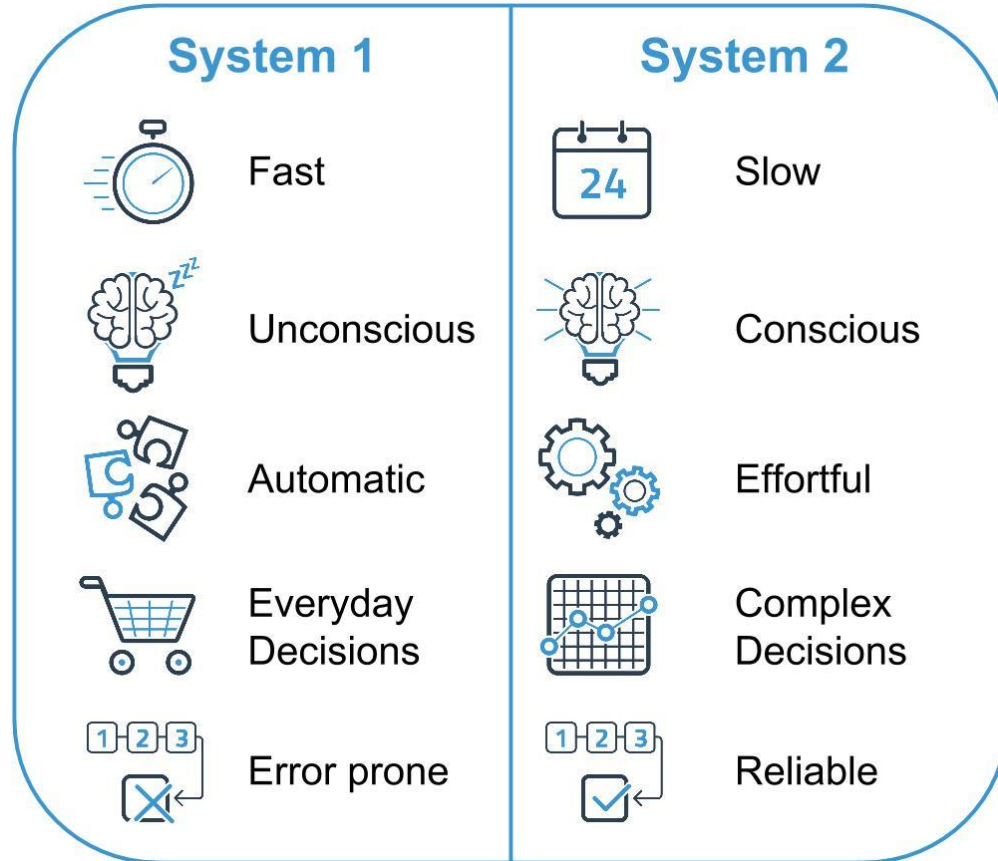 System 1
Fast
zzz
Unconscious
Automatic
Everyday
Decisions
1 2 3
Error prone
System 2
24
Slow
Conscious
Effortful
Complex
Decisions
1 2 3
Reliable